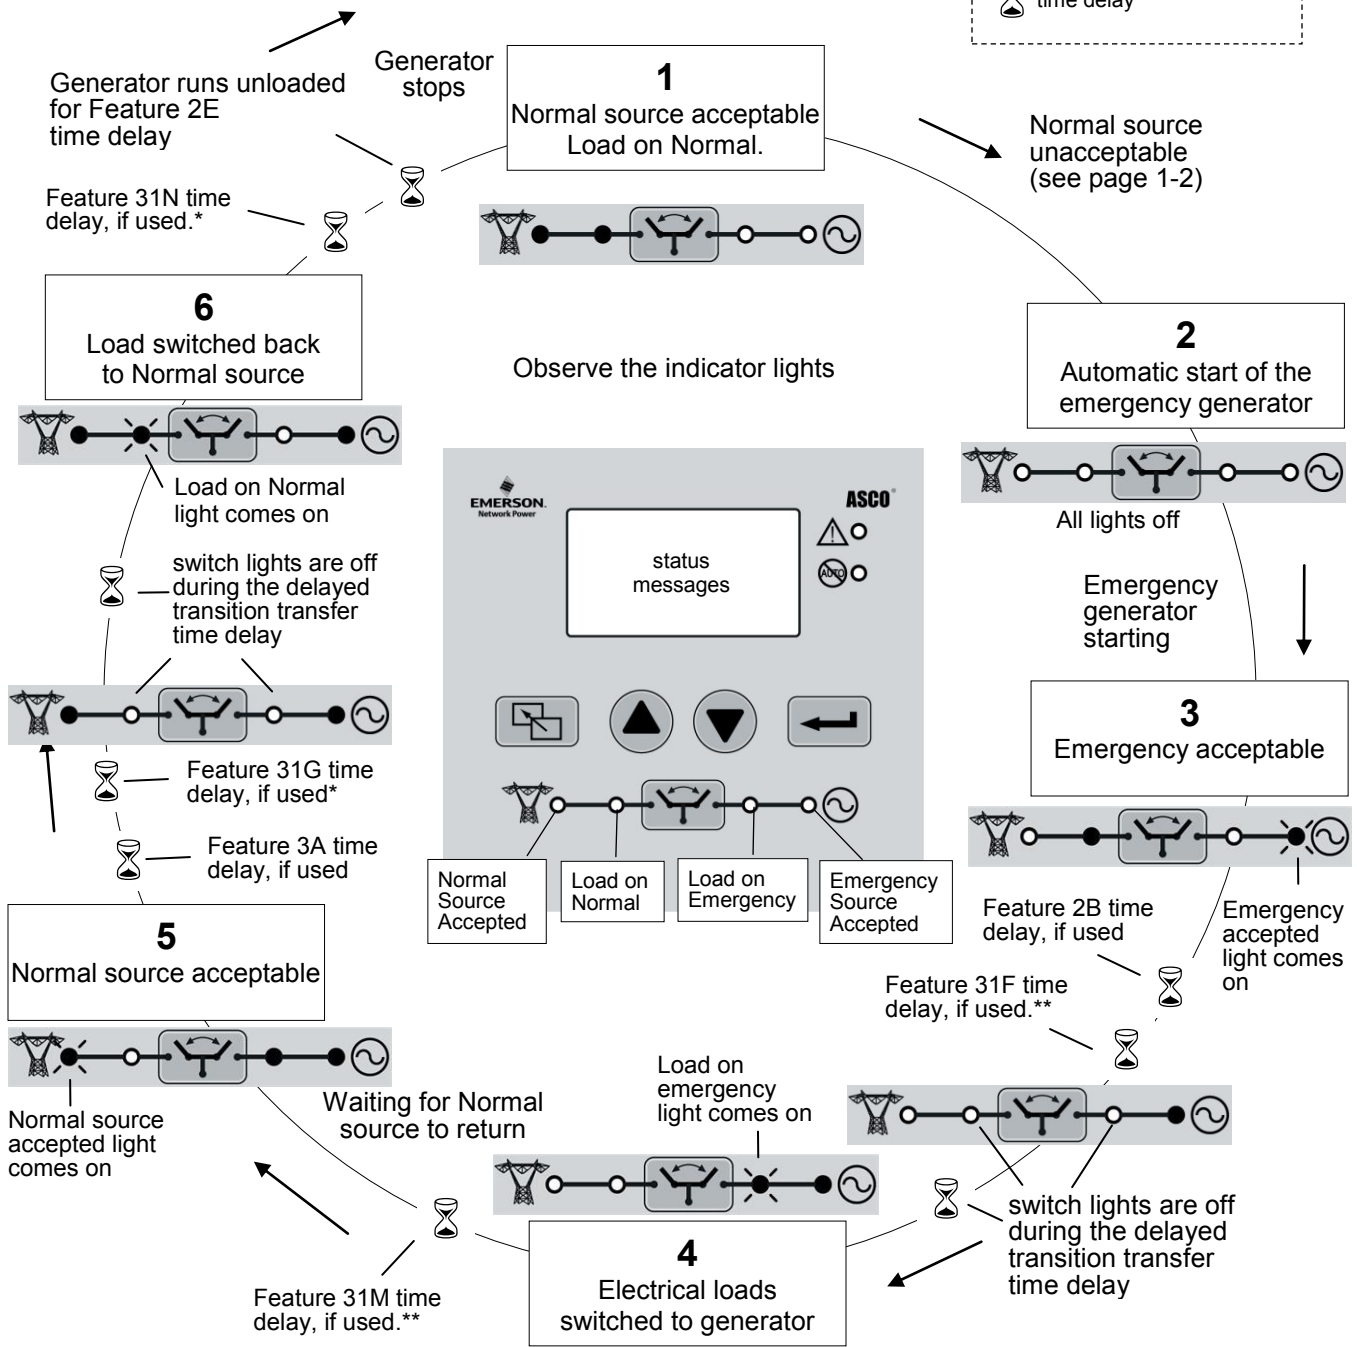 time delay
Generator
stops
1
Normal source acceptable
Load on Normal.
Generator runs unloaded
for Feature 2E
time delay
Normal source
unacceptable
(see page 1-2)
Feature 31N time
delay, if used.*
6
Load switched back
to Normal source
2
Automatic start of the
emergency generator
Observe the indicator lights
Load on Normal
light comes on
EMERSON.
Network Power
ASCO®
status
messages
AUTO
All lights off
switch lights are off
during the delayed
transition transfer
time delay
Emergency
generator
starting
3
Emergency acceptable
Feature 31G time
delay, if used*
Feature 3A time
delay, if used
Normal
Source
Accepted
Load on
Normal
Load on
Emergency
Emergency
Source
Accepted
5
Normal source acceptable
Feature 2B time
delay, if used
Emergency
accepted
light comes
on
Feature 31F time
delay, if used.**
Normal source
accepted light
comes on
Waiting for Normal
source to return
Load on
emergency
light comes on
switch lights are off
during the delayed
transition transfer
time delay
4
Electrical loads
switched to generator
Feature 31M time
delay, if used.**